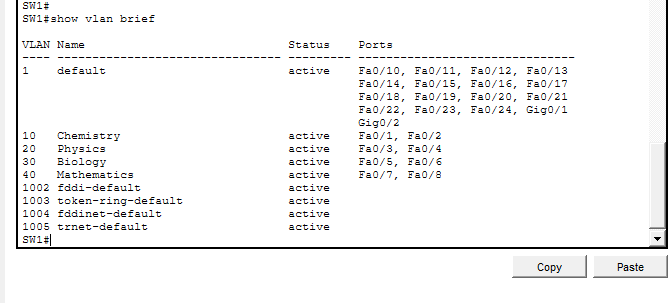 SW1#
SW1#show vlan brief
VLAN Name                             Status    Ports
---- -------------------------------- --------- -------------------------------
1    default                          active    Fa0/10, Fa0/11, Fa0/12, Fa0/13
                                                Fa0/14, Fa0/15, Fa0/16, Fa0/17
                                                Fa0/18, Fa0/19, Fa0/20, Fa0/21
                                                Fa0/22, Fa0/23, Fa0/24, Gig0/1
                                                Gig0/2
10   Chemistry                        active    Fa0/1, Fa0/2
20   Physics                          active    Fa0/3, Fa0/4
30   Biology                          active    Fa0/5, Fa0/6
40   Mathematics                      active    Fa0/7, Fa0/8
1002 fddi-default                     active
1003 token-ring-default               active
1004 fddinet-default                  active
1005 trnet-default                    active
SW1#
Copy Paste